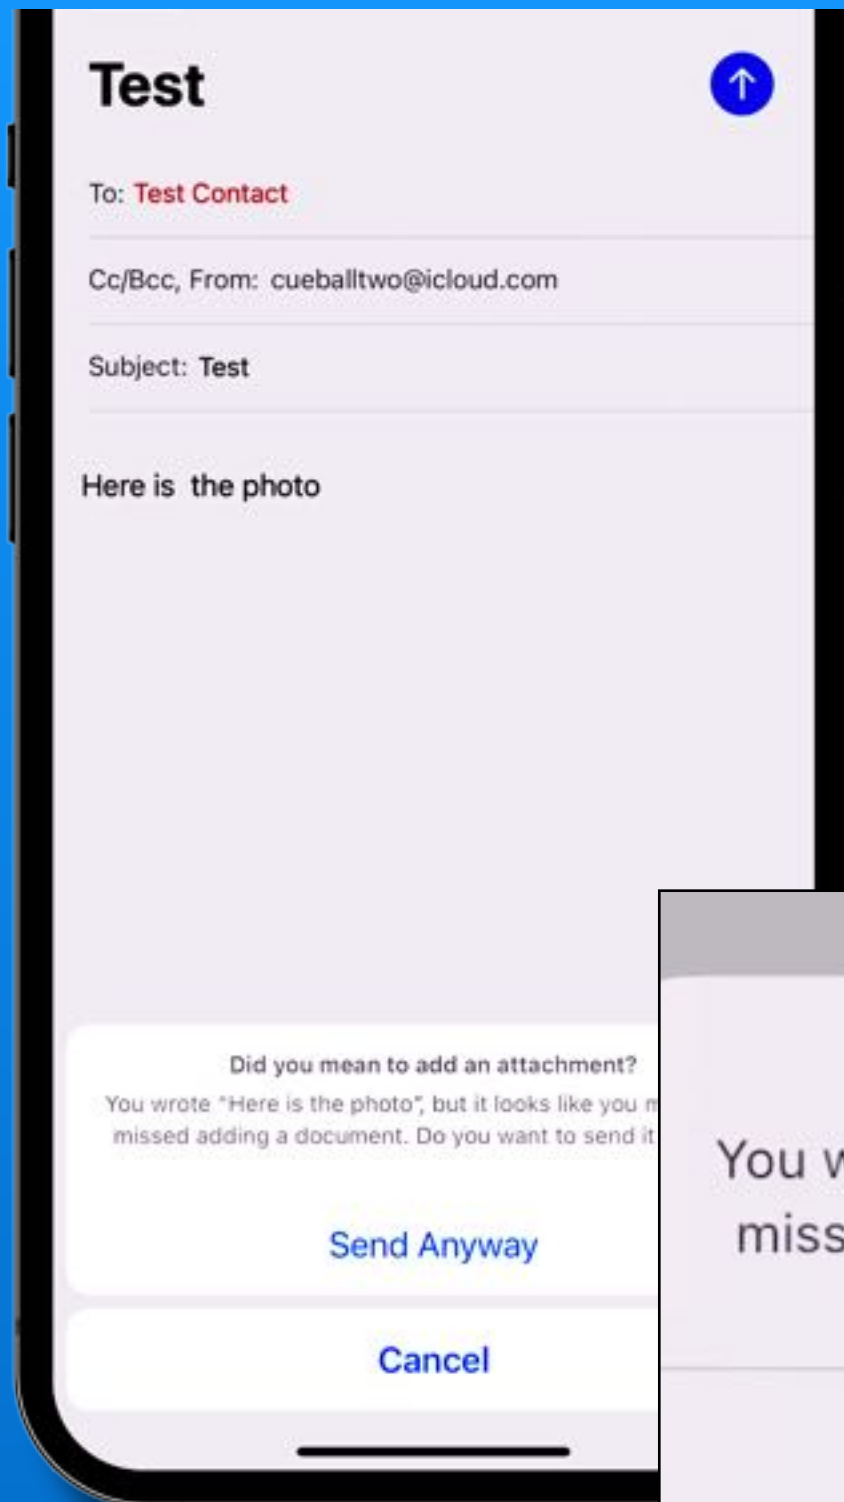 Test
To: Test Contact
Cc/Bcc, From: cueballtwo@icloud.com
Subject: Test
Here is the photo
Did you mean to add an attachment?
You wrote "Here is the photo", but it looks like you
missed adding a document. Do you want to send it
Send Anyway
Cancel
You